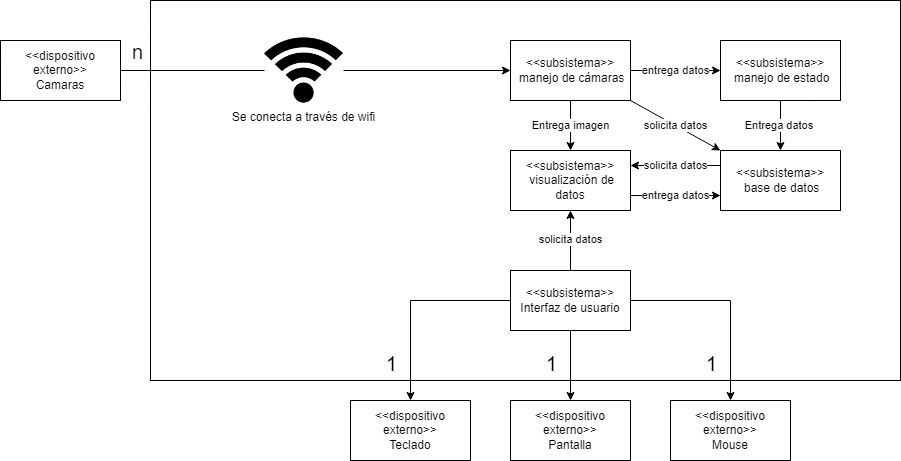 <<dispositivo
externo>>
Camaras
n
Se conecta a través de wifi
<<subsistema>>
manejo de cámaras
entrega datos
<<subsistema>>
manejo de estado
Entrega imagen
solicita datos
Entrega datos
<<subsistema>>
visualización de
datos
solicita datos
entrega datos
<<subsistema>>
base de datos
solicita datos
<<subsistema>>
Interfaz de usuario
1
1
1
<<dispositivo
externo>>
Teclado
<<dispositivo
externo>>
Pantalla
<<dispositivo
externo>>
Mouse